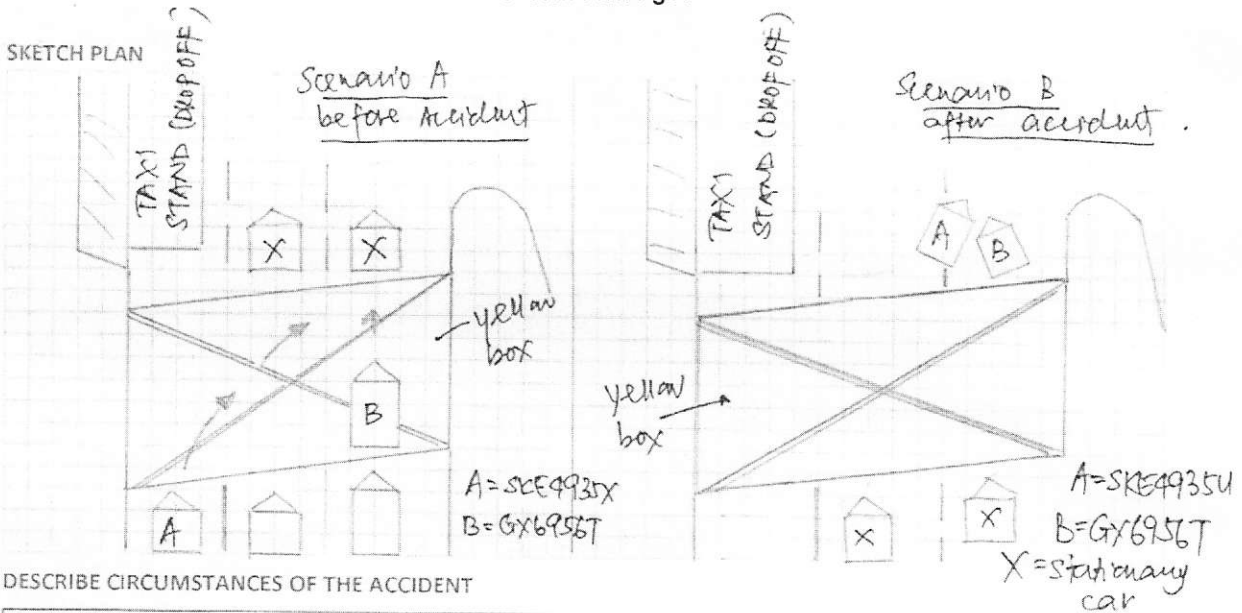 SKETCH PLAN
Scenario A
before Accident
TAXI
STAND (DROP OFF)
X
X
yellow
box
B
A
A=SKE4935X
B=GX6956T
Scenario B
after accident.
TAXI
STAND (DROP OFF)
A
B
yellow
box
X
X
A=SKE4935U
B=GX6956T
X=stationary
car
DESCRIBE CIRCUMSTANCES OF THE ACCIDENT